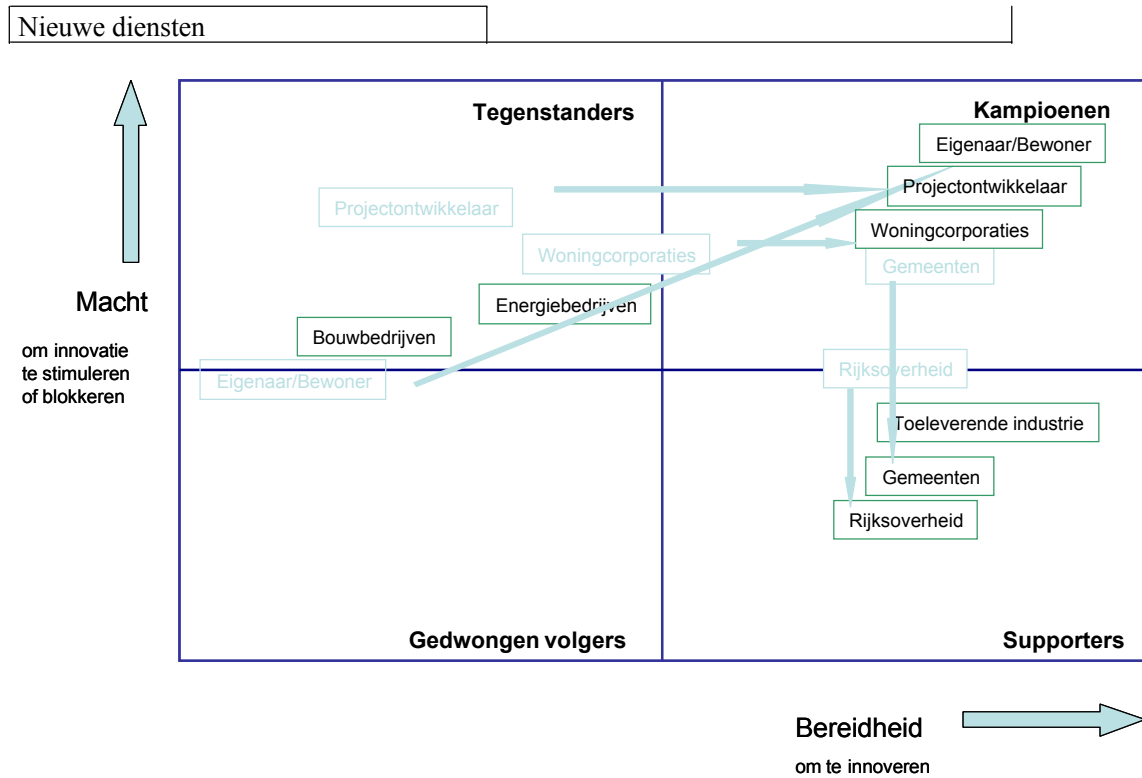 Nieuwe diensten
Tegenstanders
Kampioenen
Eigenaar/Bewoner
Projectontwikkelaar
Projectontwikkelaar
Woningcorporaties
Woningcorporaties
Gemeenten
Energiebedrijven
Macht
Bouwbedrijven
om innovatie
te stimuleren
of blokkeren
Eigenaar/Bewoner
Rijksoverheid
Toeleverende industrie
Gemeenten
Rijksoverheid
Gedwongen volgers
Supporters
Bereidheid
om te innoveren